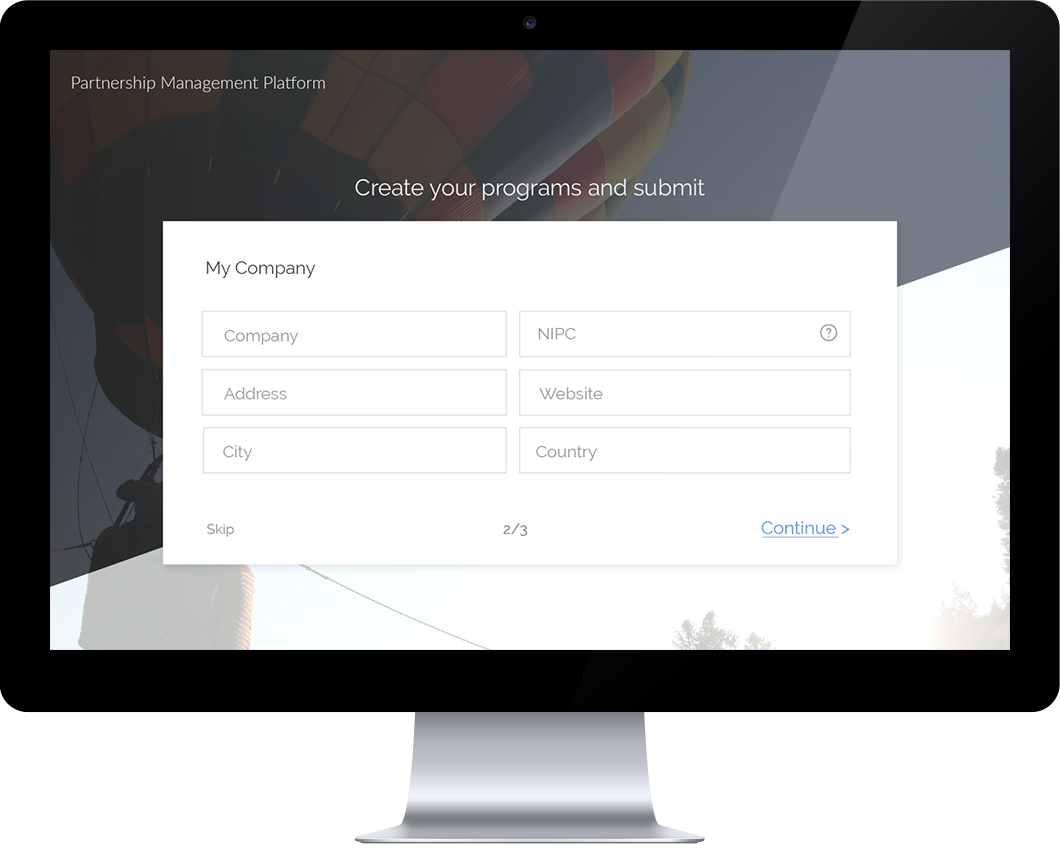 Partnership Management Platform
Create your programs and submit
My Company
Company
NIPC ?
Address
Website
City
Country
Skip
2/3
Continue >